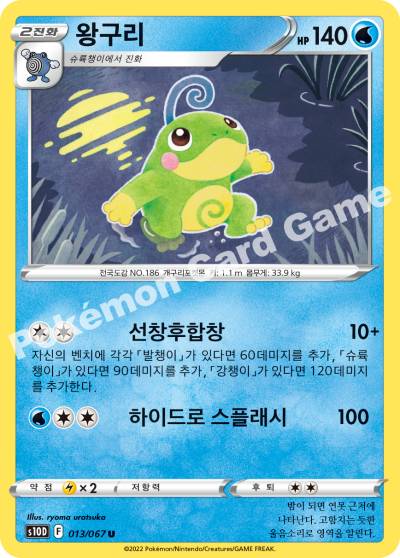 2진화
왕구리
HP 140
슈륙챙이에서 진화
전국도감 NO.186 개구리포켓몬 키: 1.1 m 몸무게: 33.9 kg
Pokémon Card Game
선창후합창 10+
자신의 벤치에 각각 「발챙이」가 있다면 60데미지를 추가, 「슈륙
챙이」가 있다면 90데미지를 추가, 「강챙이」가 있다면 120데미지
를 추가한다.
하이드로 스플래시 100
약점 ×2 저항력 후퇴
Illus. ryoma uratsuka
s10D F 013/067 U
밤이 되면 연못 근처에
나타난다. 고함지는 듯한
울음소리로 영역을 알린다.
©2022 Pokémon/Nintendo/Creatures/GAME FREAK.